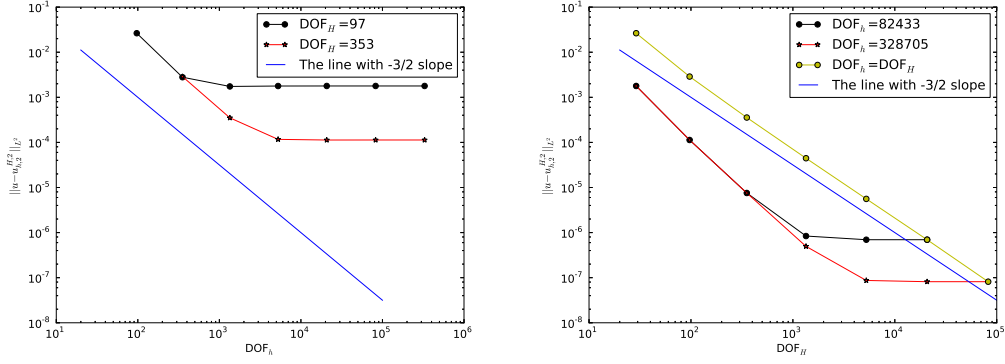 10^-1
10^-2
10^-3
10^-4
10^-5
10^-6
10^-7
10^-8
||u−u_{h,2}^{H,2}||_{L^2}
10^1 10^2 10^3 10^4 10^5 10^6
DOF_h
DOF_H=97
DOF_H=353
The line with -3/2 slope
10^-1
10^-2
10^-3
10^-4
10^-5
10^-6
10^-7
10^-8
||u−u_{h,2}^{H,2}||_{L^2}
10^1 10^2 10^3 10^4 10^5
DOF_H
DOF_h=82433
DOF_h=328705
DOF_h=DOF_H
The line with -3/2 slope